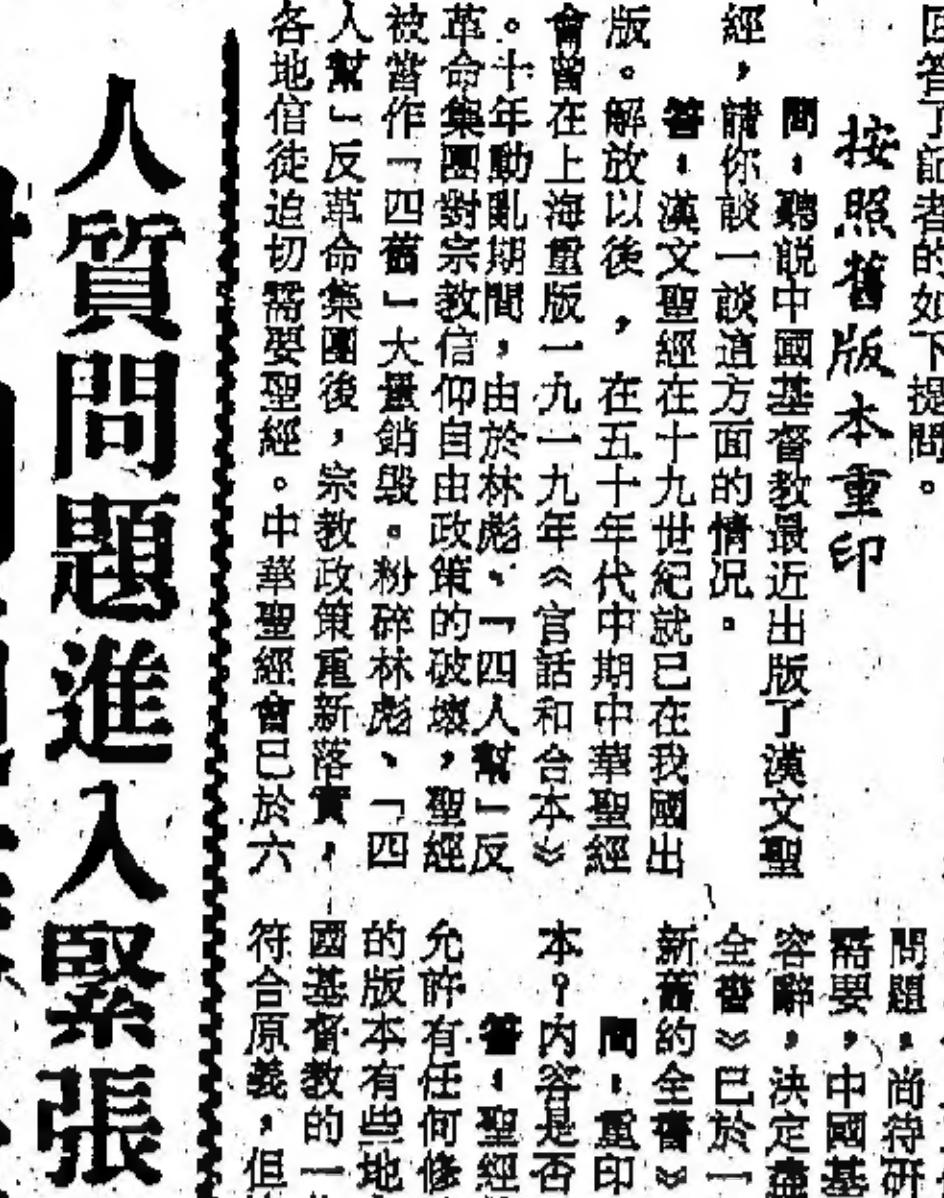 回答了記者的如下提問。
按照舊版本重印
問：聽説中國基督教最近出版了漢文聖
經，請你談一談這方面的情况。
答：漢文聖經在十九世紀就已在我國出
版。解放以後，在五十年代中期中華聖經
會曾在上海重版一九一九年《官話和合本》
。十年動亂期間，由於林彪、「四人幫」反
革命集團對宗教信仰自由政策的破壞，聖經
被當作「四舊」大量銷毀。粉碎林彪、「四
人幫」反革命集團後，宗教政策重新落實，
各地信徒迫切需要聖經。中華聖經會已於六
問題，尚待研
需要，中國基
容辭，決定盡
全書》已於一
新舊約全書》
問：重印
本？內容是否
答：聖經
允許有任何修
的版本有些地
國基督教的一
符合原義，但
人質問題進入緊張